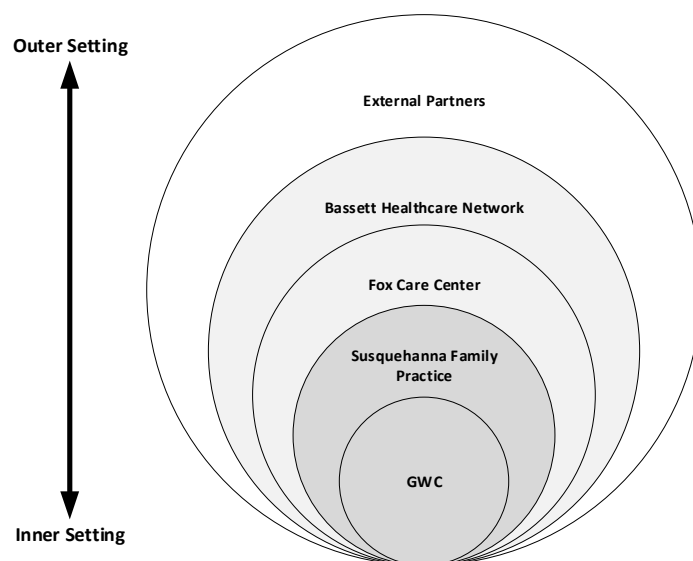 Outer Setting
External Partners
Bassett Healthcare Network
Fox Care Center
Susquehanna Family
Practice
GWC
Inner Setting